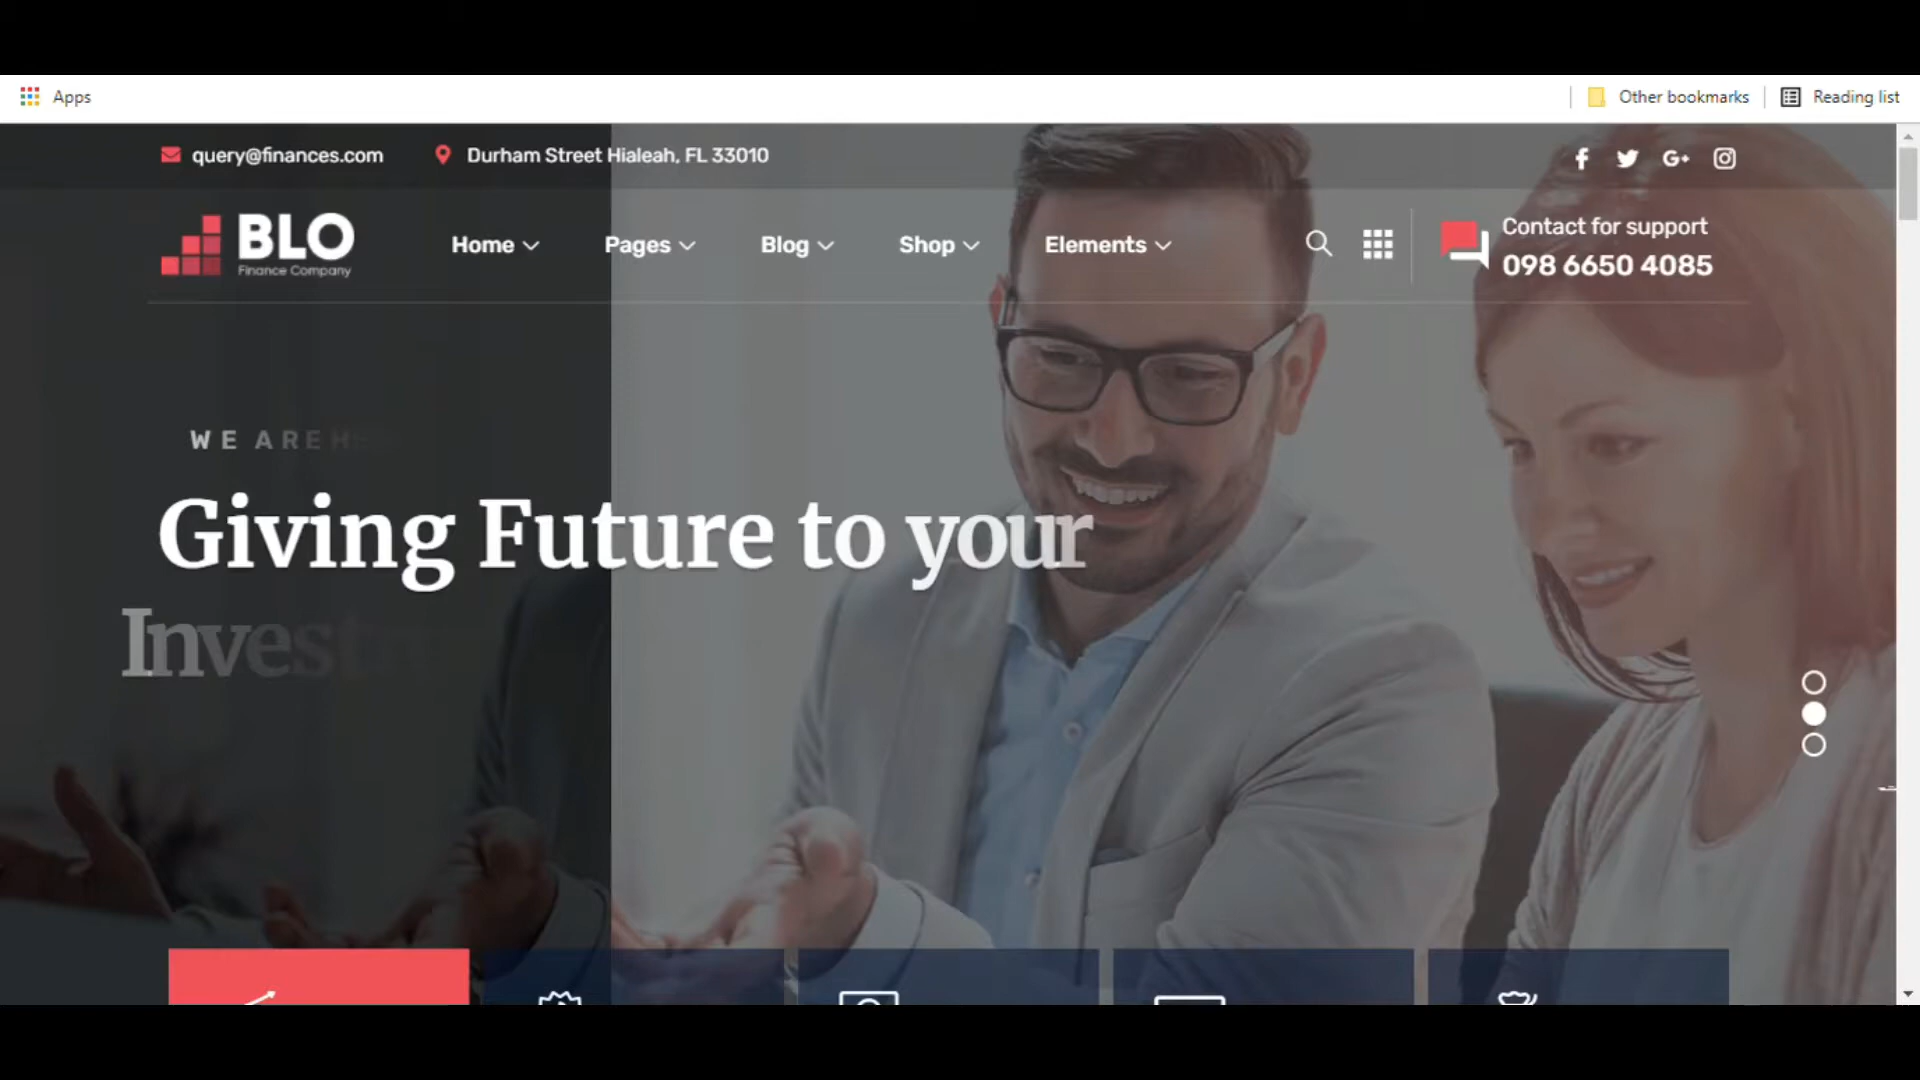 Apps
Other bookmarks
Reading list
query@finances.com
Durham Street Hialeah, FL 33010
BLO
Finance Company
Home
Pages
Blog
Shop
Elements
Contact for support
098 6650 4085
WE ARE
Giving Future to your